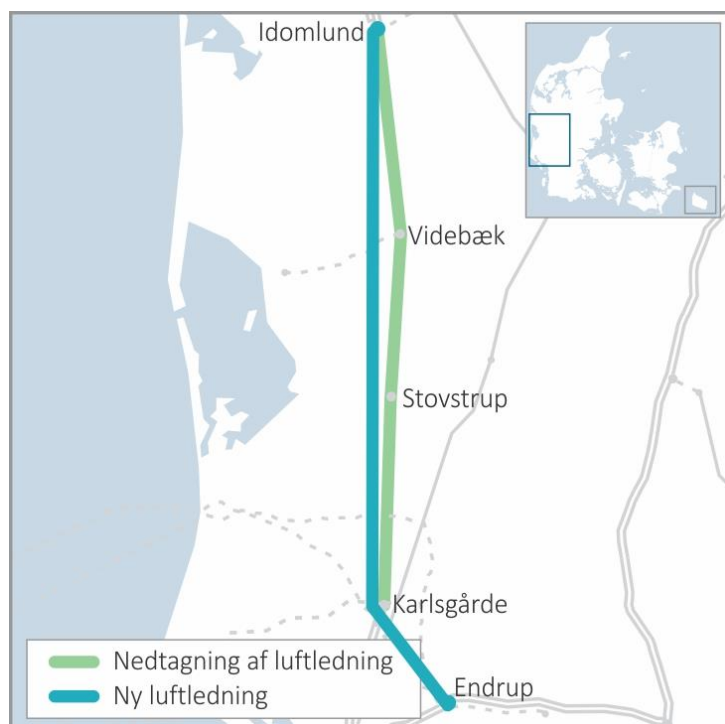 Idomlund
Videbæk
Stovstrup
Karlsgårde
Endrup
Nedtagning af luftledning
Ny luftledning